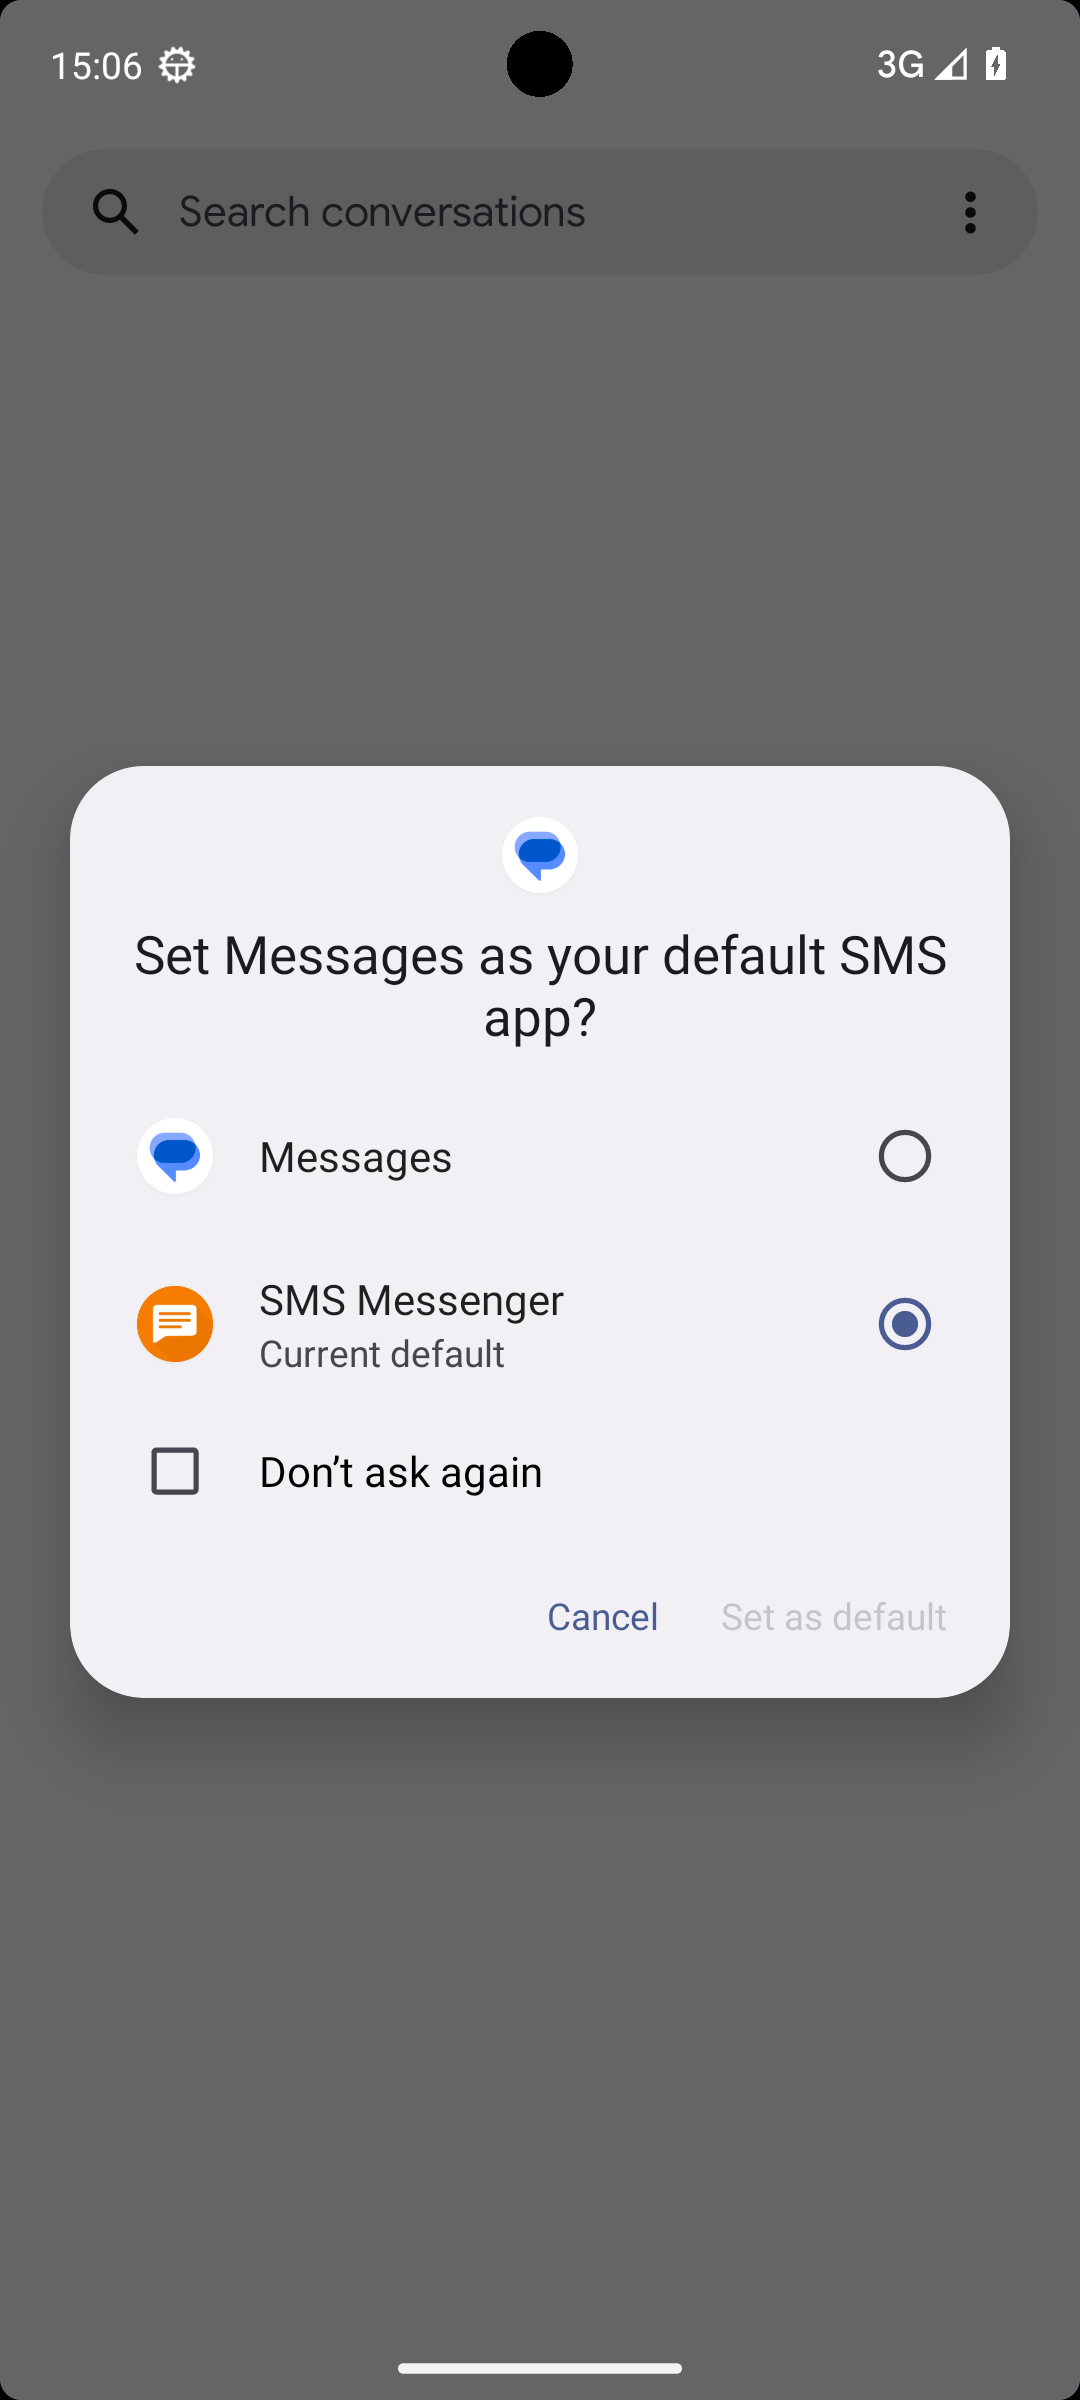 15:06
3G
Search conversations
Set Messages as your default SMS
app?
Messages
SMS Messenger
Current default
Don’t ask again
Cancel
Set as default